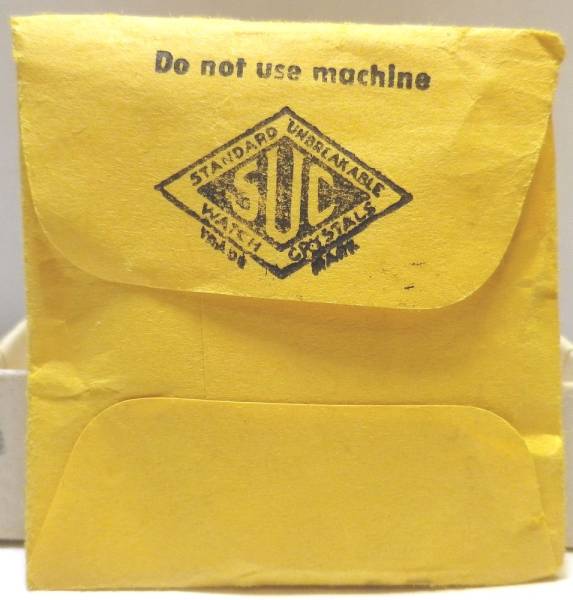 Do not use machine
STANDARD UNBREAKABLE
SUC
WATCH CRYSTALS
TRADE MARK